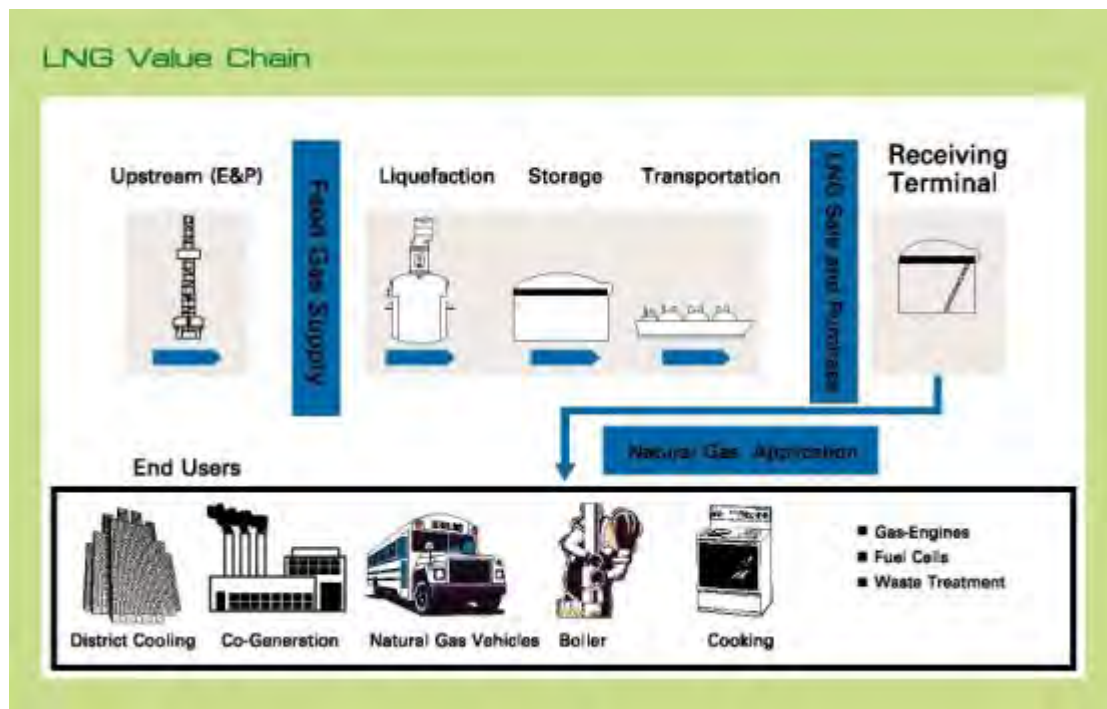 LNG Value Chain
Upstream (E&P)
Feed Gas Supply
Liquefaction
Storage
Transportation
LNG Sale and Purchase
Receiving
Terminal
Natural Gas Application
End Users
District Cooling
Co-Generation
Natural Gas Vehicles
Boiler
Cooking
■ Gas-Engines
■ Fuel Cells
■ Waste Treatment